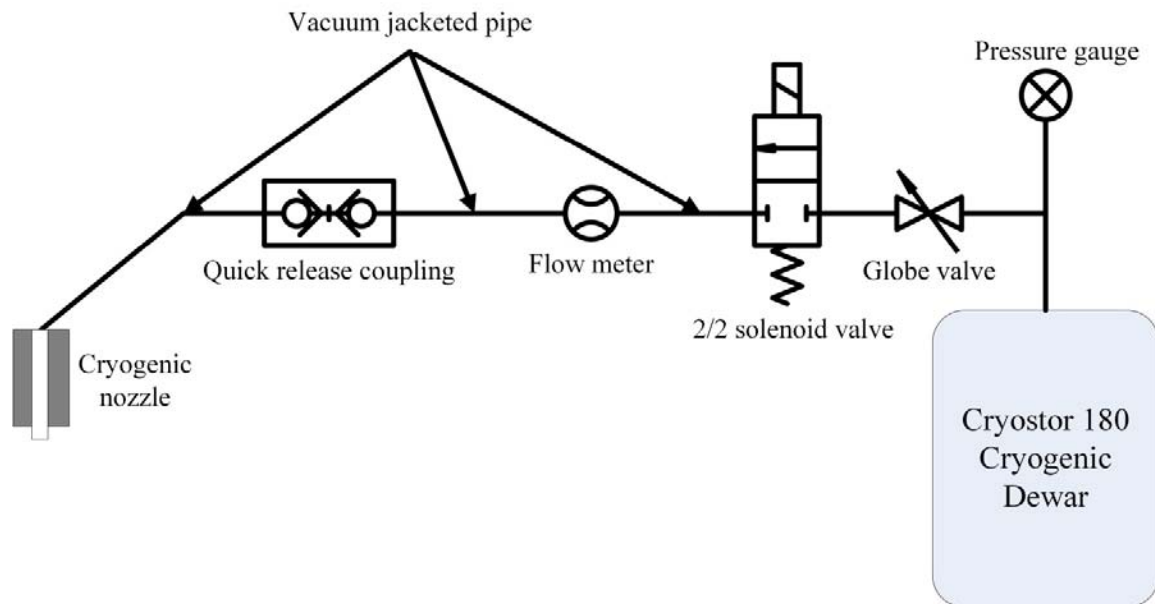 Vacuum jacketed pipe
Pressure gauge
Quick release coupling
Flow meter
Globe valve
2/2 solenoid valve
Cryogenic
nozzle
Cryostor 180
Cryogenic
Dewar